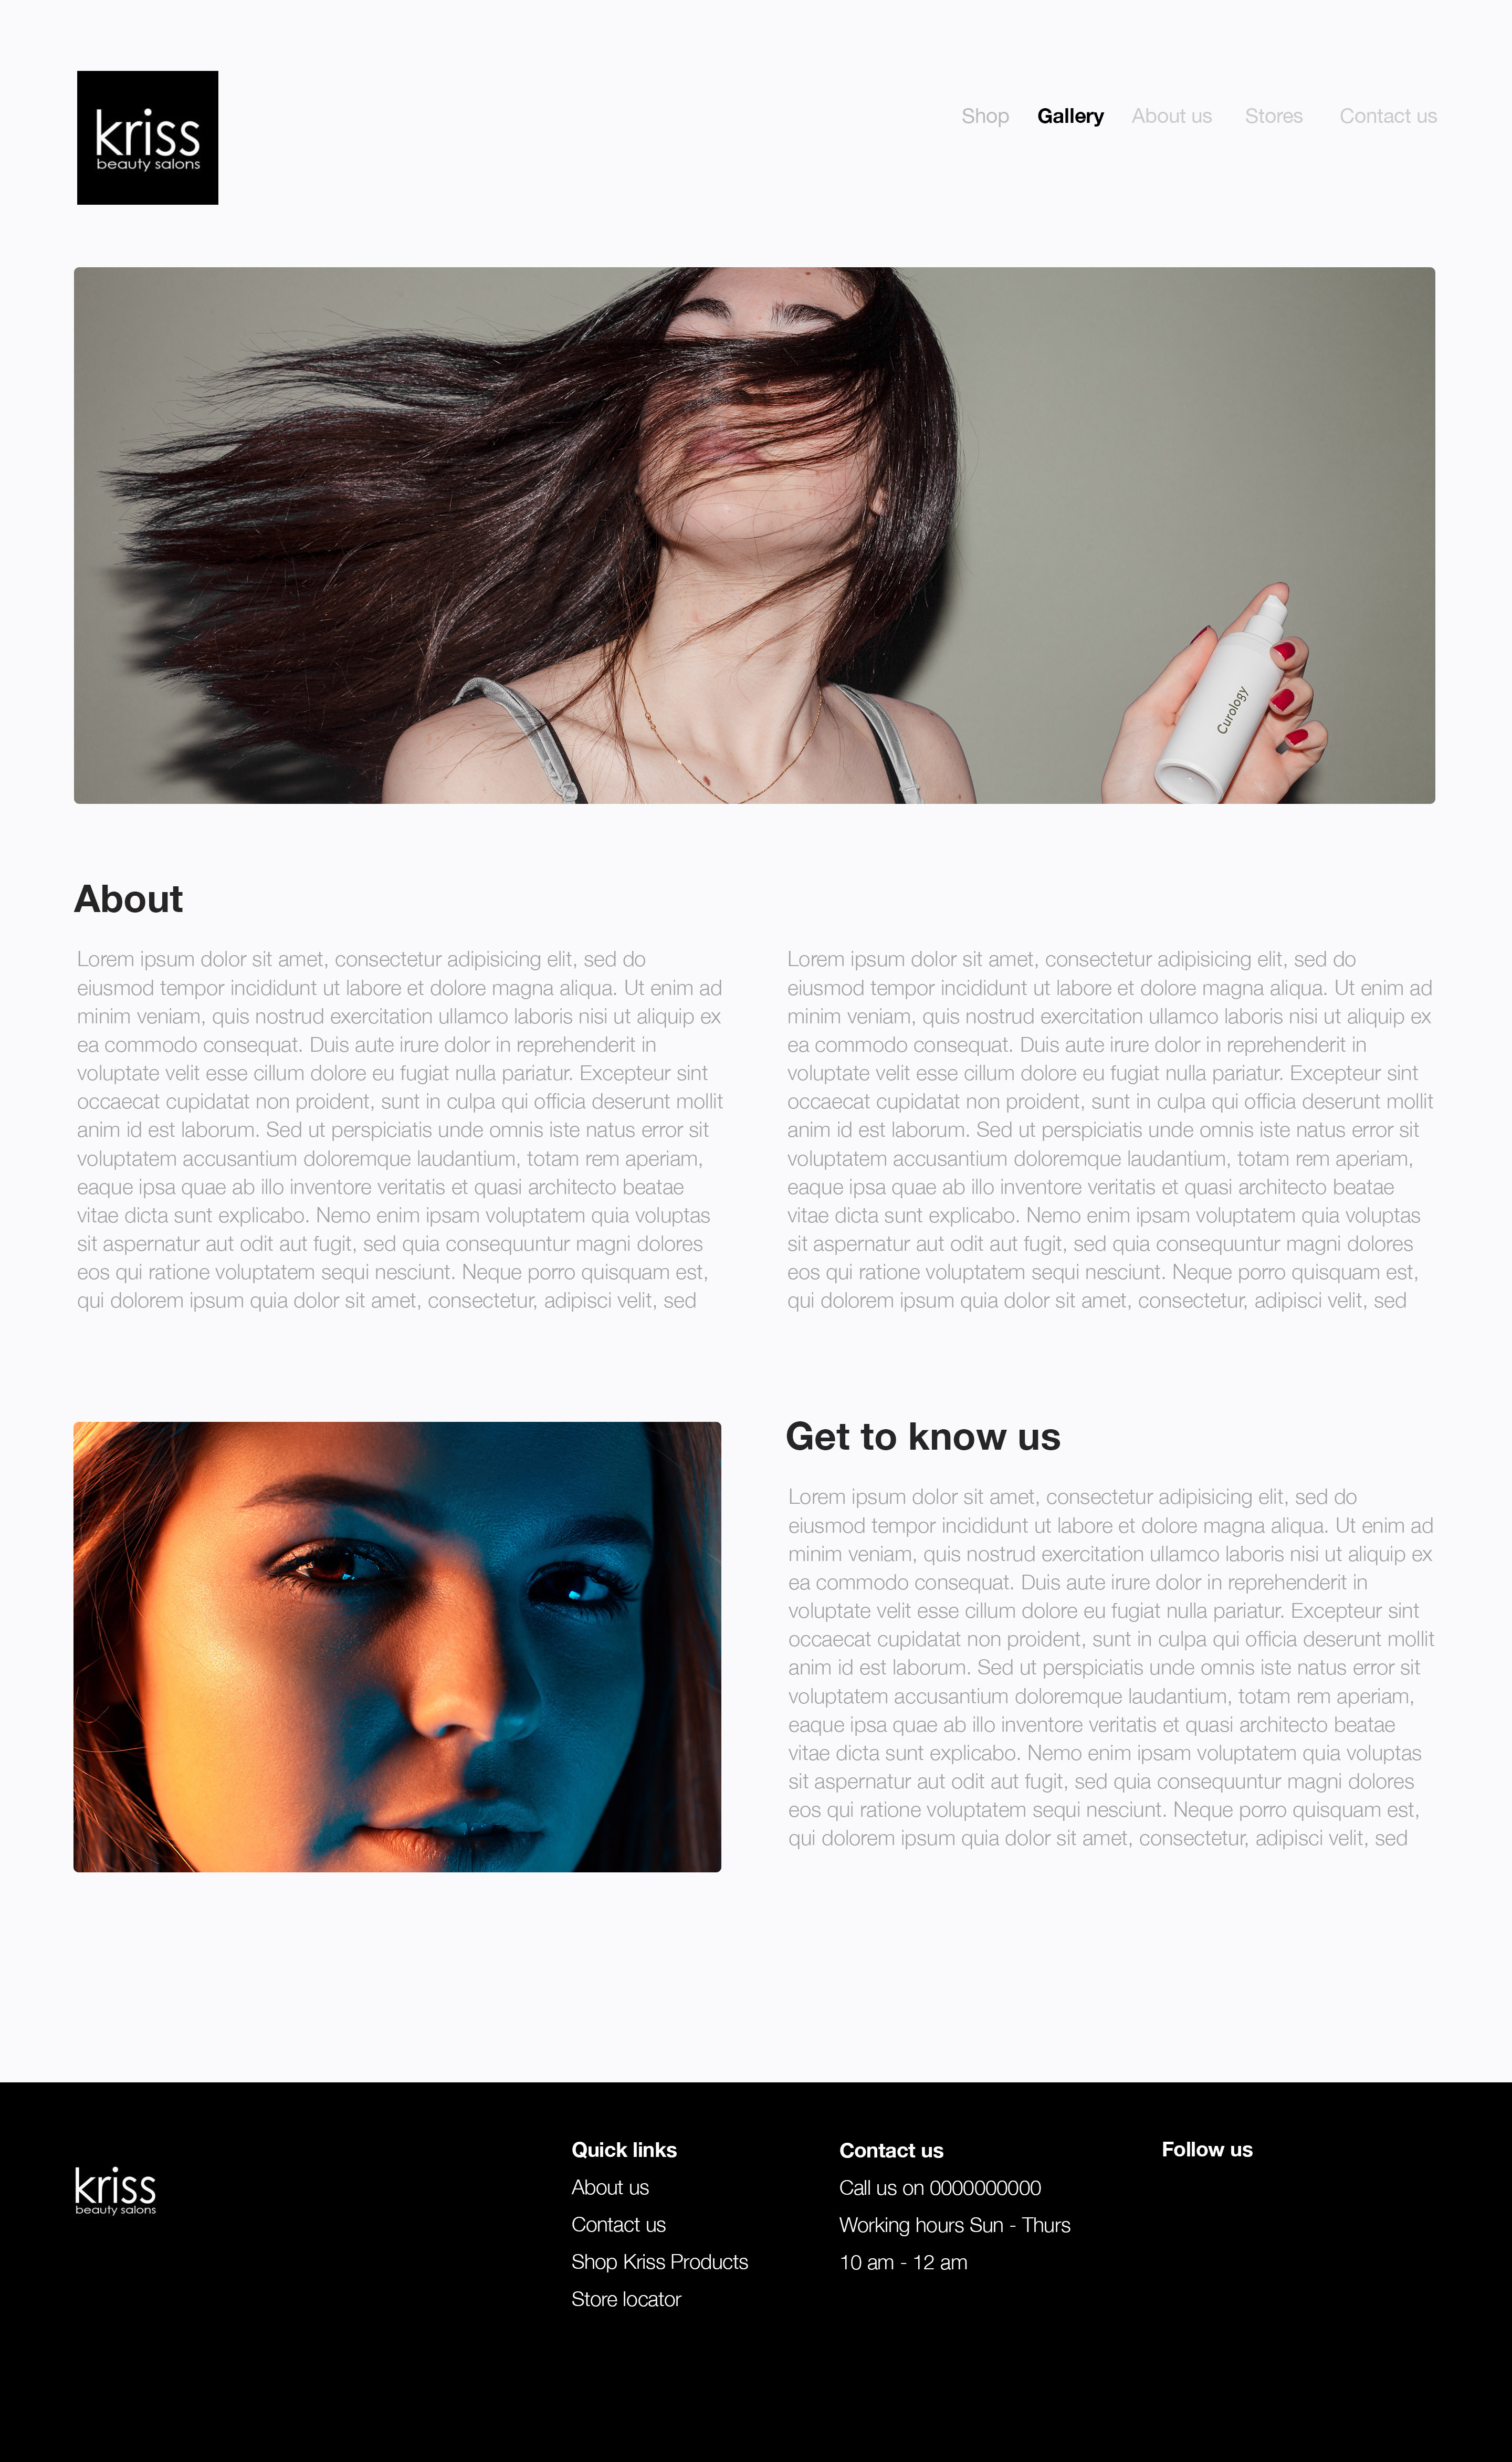 kriss
beauty salons
Shop Gallery About us Stores Contact us
Curology
About
Lorem ipsum dolor sit amet, consectetur adipisicing elit, sed do
eiusmod tempor incididunt ut labore et dolore magna aliqua. Ut enim ad
minim veniam, quis nostrud exercitation ullamco laboris nisi ut aliquip ex
ea commodo consequat. Duis aute irure dolor in reprehenderit in
voluptate velit esse cillum dolore eu fugiat nulla pariatur. Excepteur sint
occaecat cupidatat non proident, sunt in culpa qui officia deserunt mollit
anim id est laborum. Sed ut perspiciatis unde omnis iste natus error sit
voluptatem accusantium doloremque laudantium, totam rem aperiam,
eaque ipsa quae ab illo inventore veritatis et quasi architecto beatae
vitae dicta sunt explicabo. Nemo enim ipsam voluptatem quia voluptas
sit aspernatur aut odit aut fugit, sed quia consequuntur magni dolores
eos qui ratione voluptatem sequi nesciunt. Neque porro quisquam est,
qui dolorem ipsum quia dolor sit amet, consectetur, adipisci velit, sed
Lorem ipsum dolor sit amet, consectetur adipisicing elit, sed do
eiusmod tempor incididunt ut labore et dolore magna aliqua. Ut enim ad
minim veniam, quis nostrud exercitation ullamco laboris nisi ut aliquip ex
ea commodo consequat. Duis aute irure dolor in reprehenderit in
voluptate velit esse cillum dolore eu fugiat nulla pariatur. Excepteur sint
occaecat cupidatat non proident, sunt in culpa qui officia deserunt mollit
anim id est laborum. Sed ut perspiciatis unde omnis iste natus error sit
voluptatem accusantium doloremque laudantium, totam rem aperiam,
eaque ipsa quae ab illo inventore veritatis et quasi architecto beatae
vitae dicta sunt explicabo. Nemo enim ipsam voluptatem quia voluptas
sit aspernatur aut odit aut fugit, sed quia consequuntur magni dolores
eos qui ratione voluptatem sequi nesciunt. Neque porro quisquam est,
qui dolorem ipsum quia dolor sit amet, consectetur, adipisci velit, sed
Get to know us
Lorem ipsum dolor sit amet, consectetur adipisicing elit, sed do
eiusmod tempor incididunt ut labore et dolore magna aliqua. Ut enim ad
minim veniam, quis nostrud exercitation ullamco laboris nisi ut aliquip ex
ea commodo consequat. Duis aute irure dolor in reprehenderit in
voluptate velit esse cillum dolore eu fugiat nulla pariatur. Excepteur sint
occaecat cupidatat non proident, sunt in culpa qui officia deserunt mollit
anim id est laborum. Sed ut perspiciatis unde omnis iste natus error sit
voluptatem accusantium doloremque laudantium, totam rem aperiam,
eaque ipsa quae ab illo inventore veritatis et quasi architecto beatae
vitae dicta sunt explicabo. Nemo enim ipsam voluptatem quia voluptas
sit aspernatur aut odit aut fugit, sed quia consequuntur magni dolores
eos qui ratione voluptatem sequi nesciunt. Neque porro quisquam est,
qui dolorem ipsum quia dolor sit amet, consectetur, adipisci velit, sed
kriss
beauty salons
Quick links
About us
Contact us
Shop Kriss Products
Store locator
Contact us
Call us on 0000000000
Working hours Sun - Thurs
10 am - 12 am
Follow us